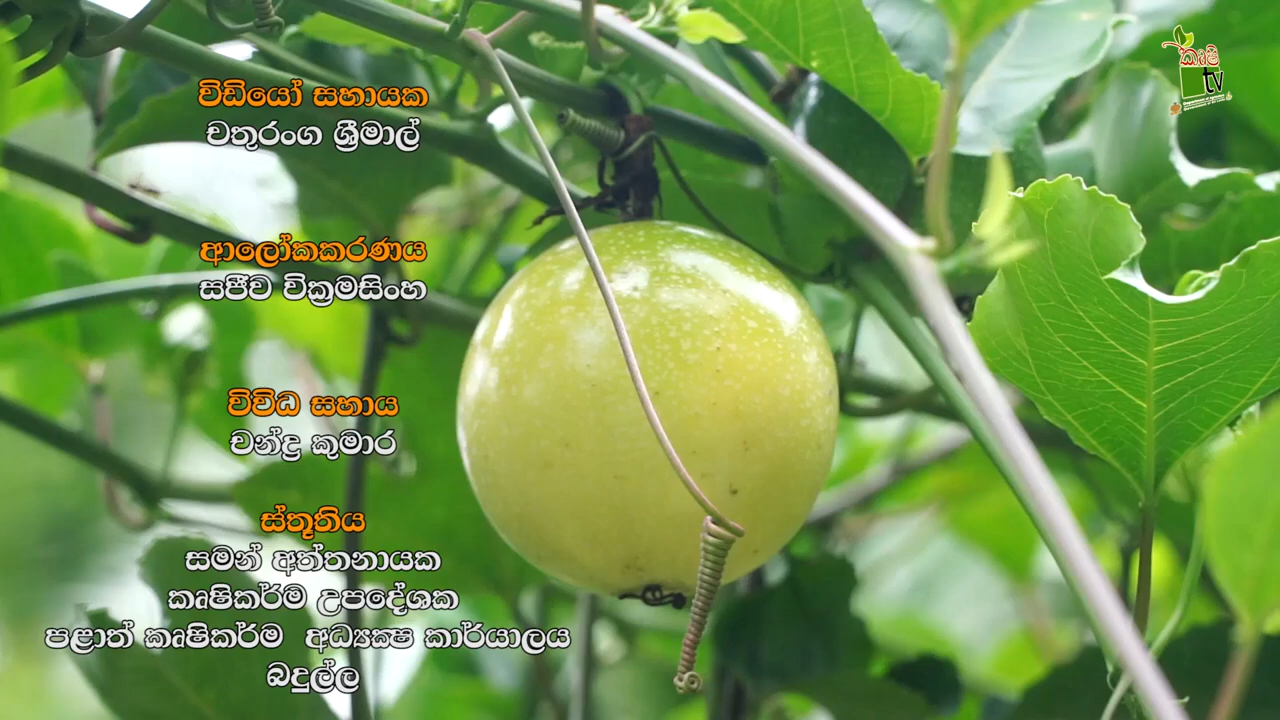 විඩියෝ සහායක
චතුරංග ශ්‍රීමාල්
ආලෝකකරණය
සජීව වික්‍රමසිංහ
විවිධ සහාය
චන්ද්‍ර කුමාර
ස්තූතිය
සමන් අත්තනායක
කෘෂිකර්ම උපදේශක
පළාත් කෘෂිකර්ම අධ්‍යක්‍ෂ කාර්යාලය
බදුල්ල
කෘෂි
tv